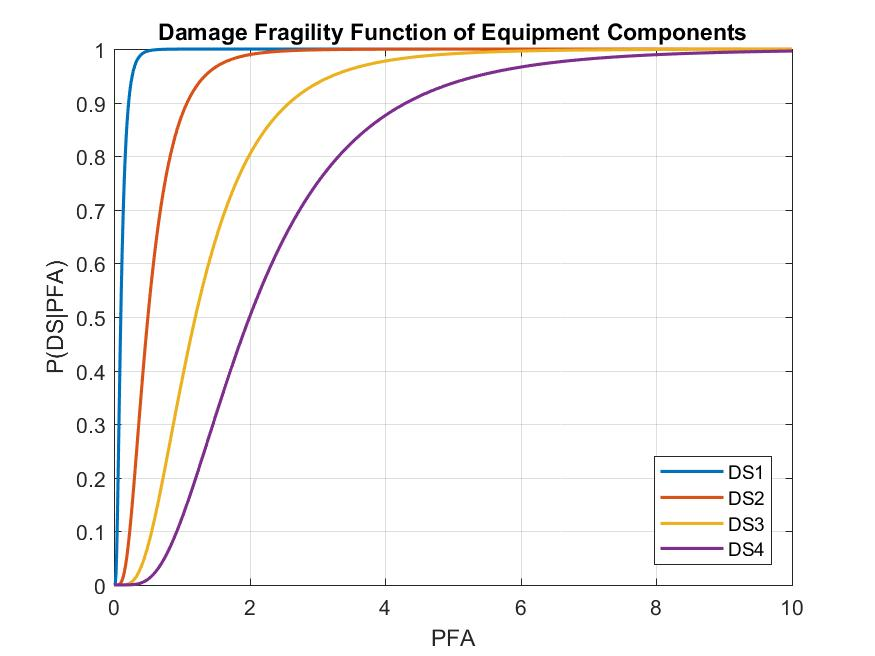 Damage Fragility Function of Equipment Components
1
0.9
0.8
0.7
0.6
0.5
0.4
0.3
0.2
0.1
0
P(DS|PFA)
DS1
DS2
DS3
DS4
0 2 4 6 8 10
PFA